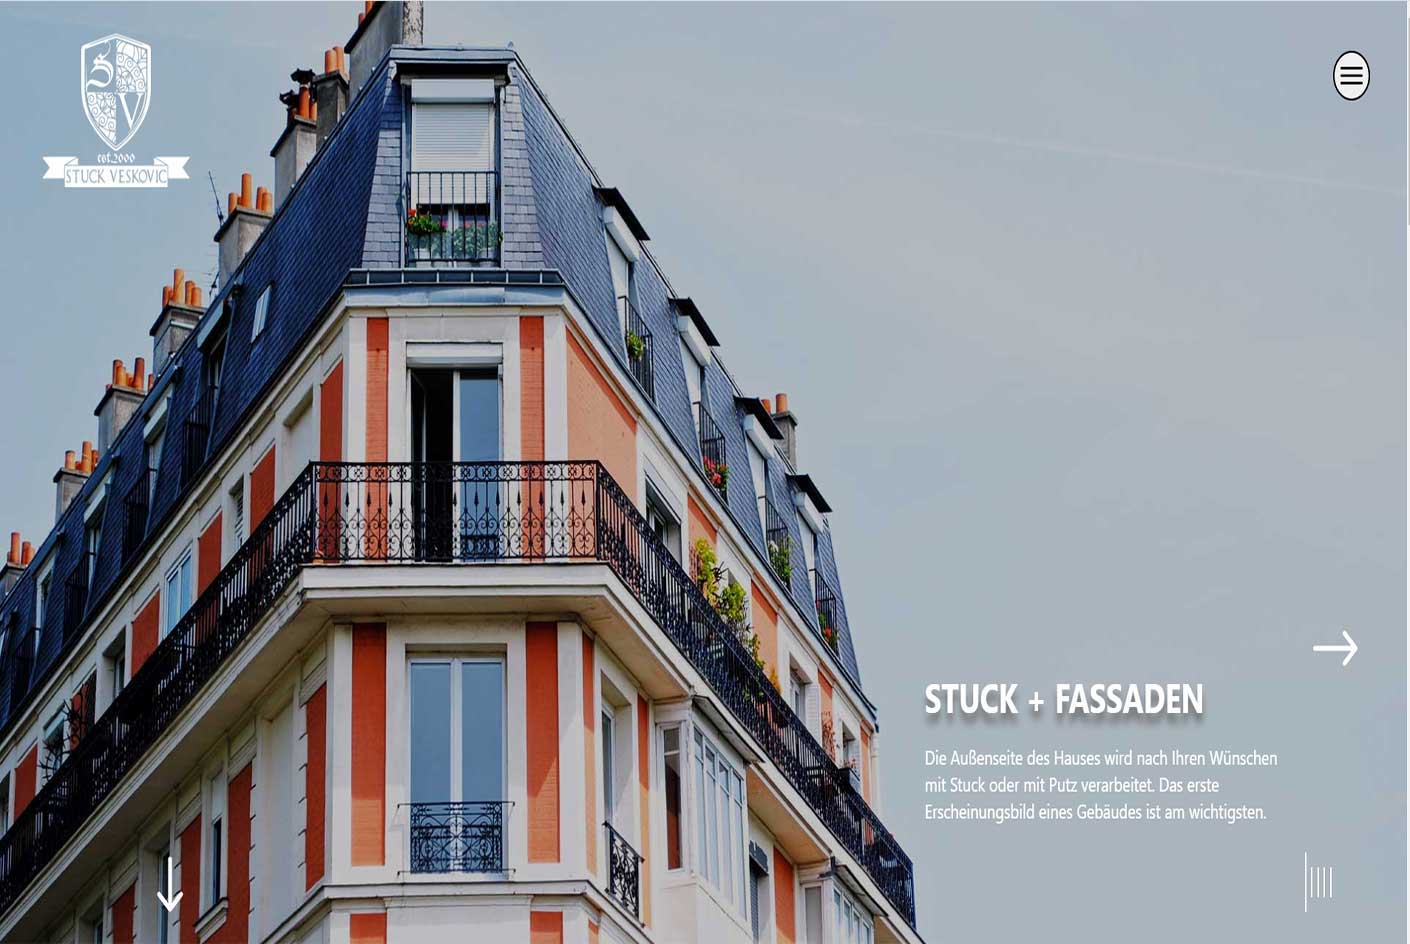 S
V
est.2000
STUCK VESKOVIC
STUCK + FASSADEN
Die Außenseite des Hauses wird nach Ihren Wünschen
mit Stuck oder mit Putz verarbeitet. Das erste
Erscheinungsbild eines Gebäudes ist am wichtigsten.